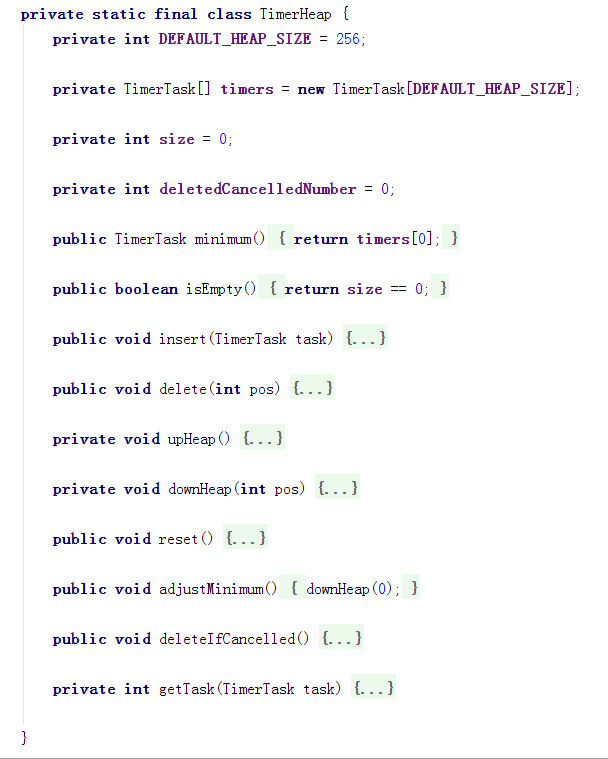 private static final class TimerHeap {
private int DEFAULT_HEAP_SIZE = 256;
private TimerTask[] timers = new TimerTask[DEFAULT_HEAP_SIZE];
private int size = 0;
private int deletedCancelledNumber = 0;
public TimerTask minimum() { return timers[0]; }
public boolean isEmpty() { return size == 0; }
public void insert(TimerTask task) {...}
public void delete(int pos) {...}
private void upHeap() {...}
private void downHeap(int pos) {...}
public void reset() {...}
public void adjustMinimum() { downHeap(0); }
public void deleteIfCancelled() {...}
private int getTask(TimerTask task) {...}
}